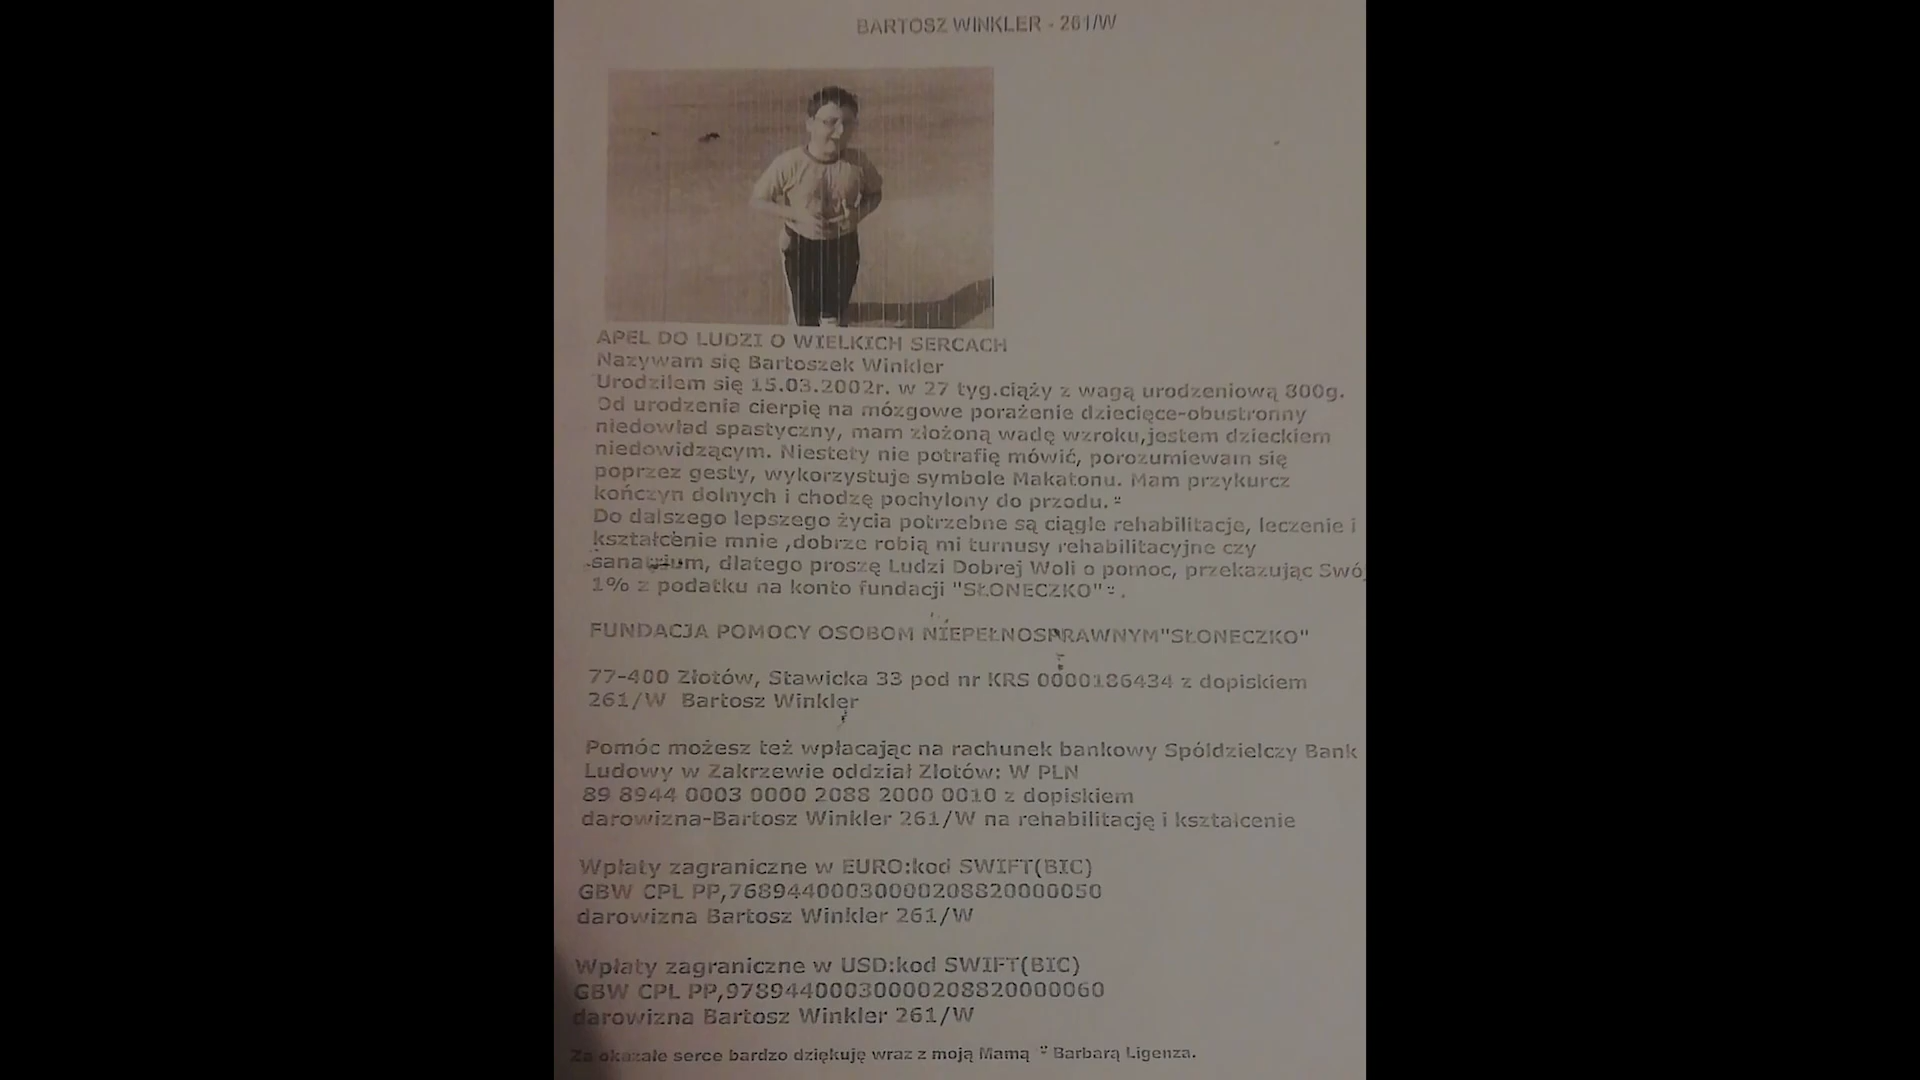 BARTOSZ WINKLER - 261/W
APEL DO LUDZI O WIELKICH SERCACH
Nazywam się Bartoszek Winkler
Urodziłem się 15.03.2002r. w 27 tyg.ciąży z wagą urodzeniową 800g.
Od urodzenia cierpię na mózgowe porażenie dziecięce-obustronny
niedowład spastyczny, mam złożoną wadę wzroku,jestem dzieckiem
niedowidzącym. Niestety nie potrafię mówić, porozumiewam się
poprzez gesty, wykorzystuje symbole Makatonu. Mam przykurcz
kończyn dolnych i chodzę pochylony do przodu.
Do dalszego lepszego życia potrzebne są ciągle rehabilitacje, leczenie i
kształcenie mnie ,dobrze robią mi turnusy rehabilitacyjne czy
sanatorium, dlatego proszę Ludzi Dobrej Woli o pomoc, przekazując Swój
1% z podatku na konto fundacji "SŁONECZKO" .
FUNDACJA POMOCY OSOBOM NIEPEŁNOSPRAWNYM"SŁONECZKO"
77-400 Złotów, Stawicka 33 pod nr KRS 0000186434 z dopiskiem
261/W Bartosz Winkler
Pomóc możesz też wpłacając na rachunek bankowy Spółdzielczy Bank
Ludowy w Zakrzewie oddział Złotów: W PLN
89 8944 0003 0000 2088 2000 0010 z dopiskiem
darowizna-Bartosz Winkler 261/W na rehabilitację i kształcenie
Wpłaty zagraniczne w EURO:kod SWIFT(BIC)
GBW CPL PP,76894400030000208820000050
darowizna Bartosz Winkler 261/W
Wpłaty zagraniczne w USD:kod SWIFT(BIC)
GBW CPL PP,97894400030000208820000060
darowizna Bartosz Winkler 261/W
Za okazałe serce bardzo dziękuję wraz z moją Mamą Barbarą Ligenza.